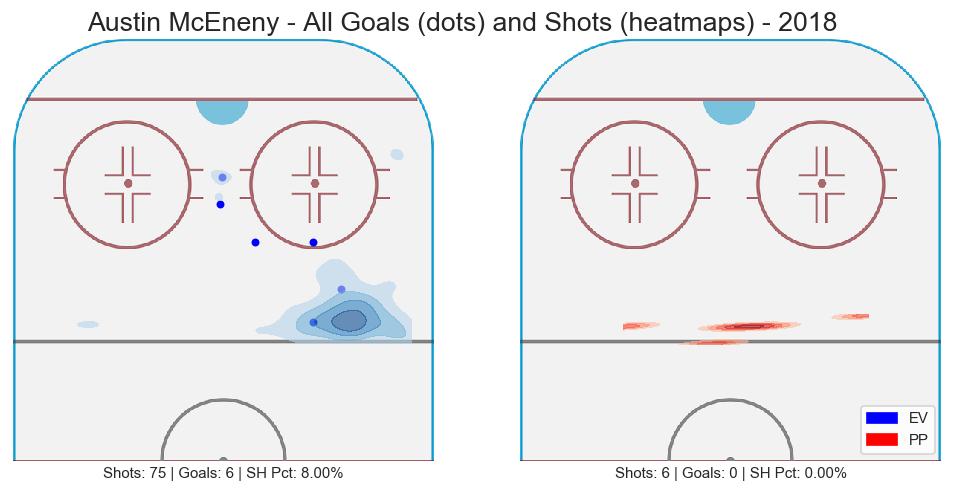 Austin McEneny - All Goals (dots) and Shots (heatmaps) - 2018
EV
PP
Shots: 75 | Goals: 6 | SH Pct: 8.00%
Shots: 6 | Goals: 0 | SH Pct: 0.00%